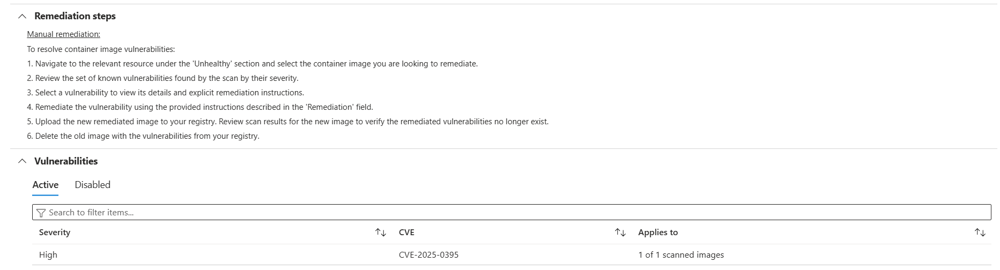 Remediation steps
Manual remediation:
To resolve container image vulnerabilities:
1. Navigate to the relevant resource under the 'Unhealthy' section and select the container image you are looking to remediate.
2. Review the set of known vulnerabilities found by the scan by their severity.
3. Select a vulnerability to view its details and explicit remediation instructions.
4. Remediate the vulnerability using the provided instructions described in the 'Remediation' field.
5. Upload the new remediated image to your registry. Review scan results for the new image to verify the remediated vulnerabilities no longer exist.
6. Delete the old image with the vulnerabilities from your registry.
Vulnerabilities
Active Disabled
Search to filter items...
Severity CVE Applies to
High CVE-2025-0395 1 of 1 scanned images